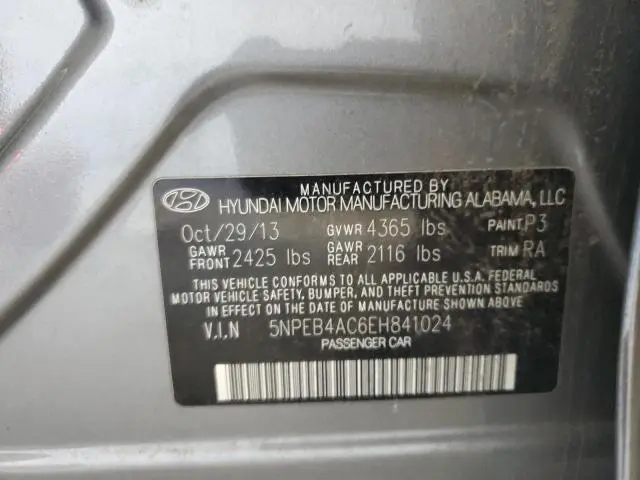 MANUFACTURED BY
HYUNDAI MOTOR MANUFACTURING ALABAMA, LLC
Oct/29/13 GVWR 4365 lbs PAINT P3
GAWR FRONT 2425 lbs GAWR REAR 2116 lbs TRIM RA
THIS VEHICLE CONFORMS TO ALL APPLICABLE U.S.A. FEDERAL
MOTOR VEHICLE SAFETY, BUMPER, AND THEFT PREVENTION STANDARDS
IN EFFECT ON THE DATE OF MANUFACTURE SHOWN ABOVE.
V.I.N 5NPEB4AC6EH841024
PASSENGER CAR